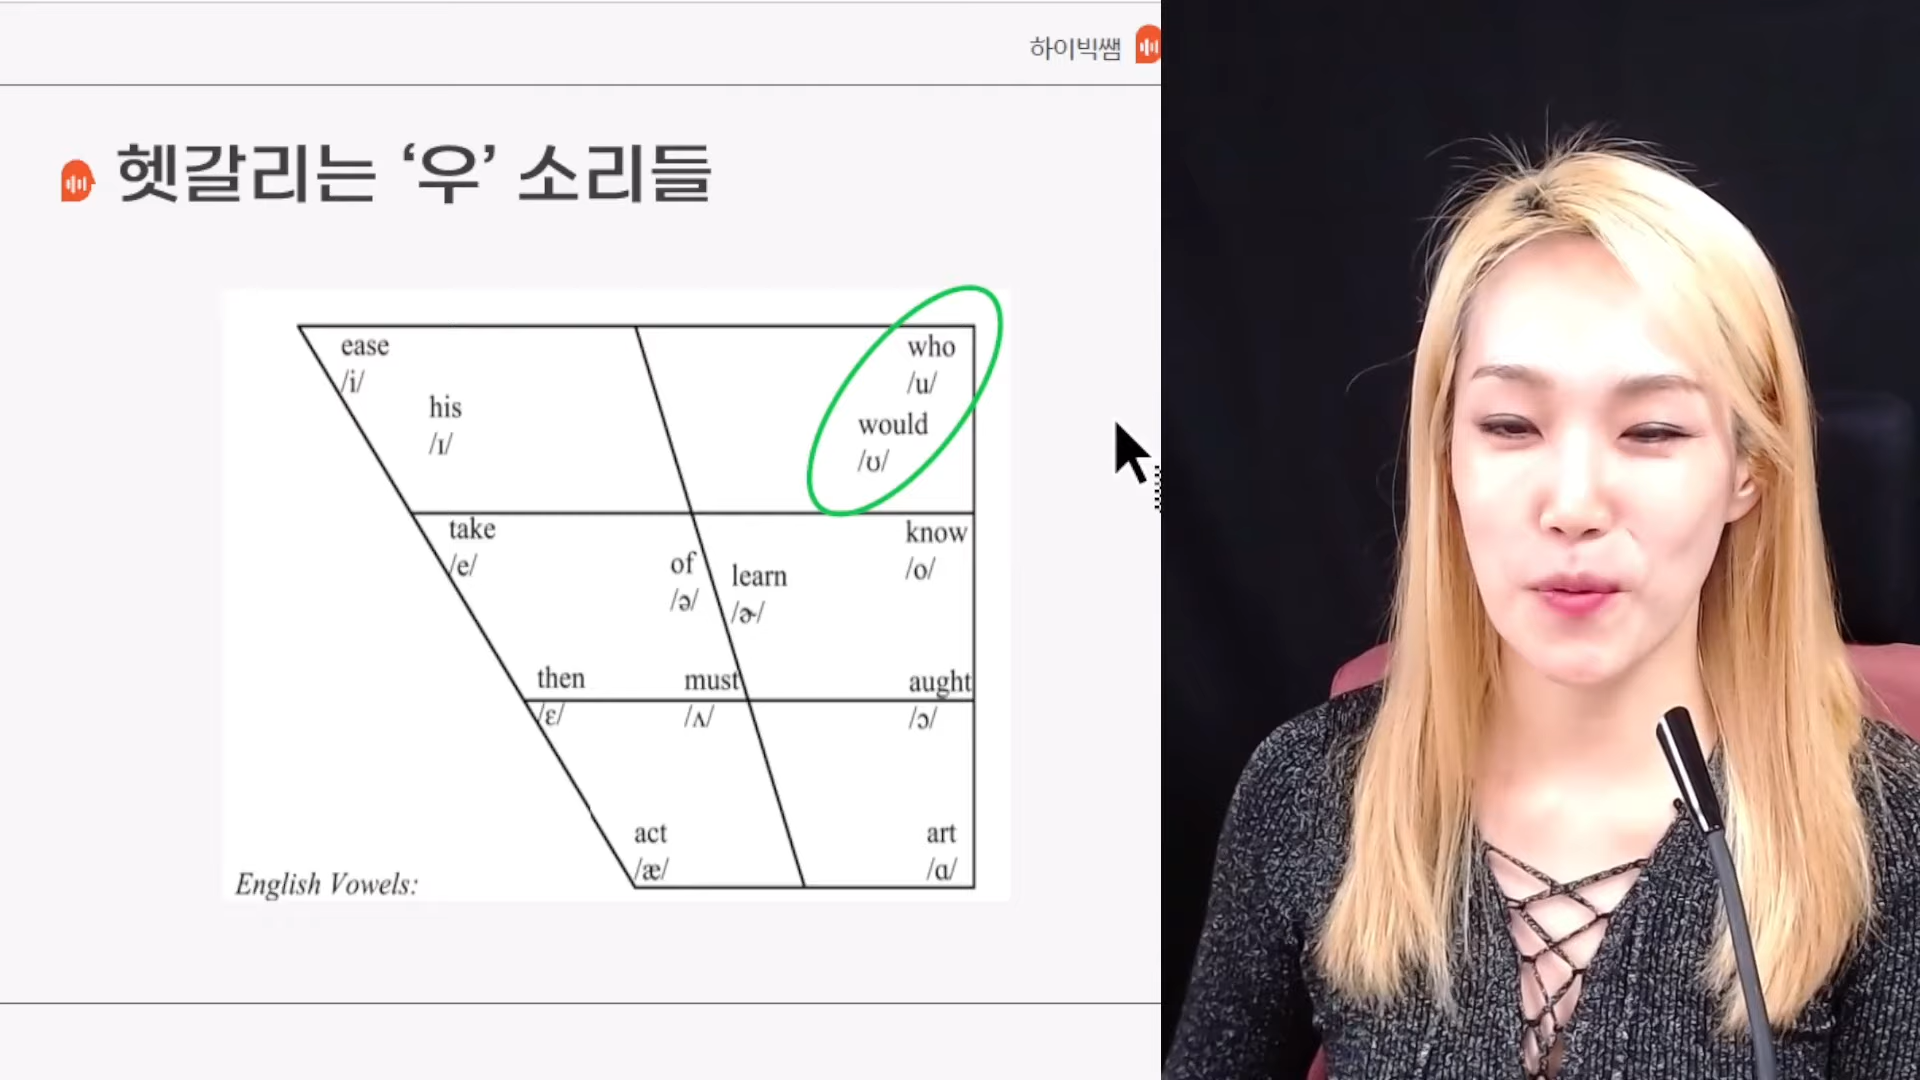 하이빅쌤
헷갈리는 ‘우’ 소리들
ease
/i/
his
/ɪ/
who
/u/
would
/ʊ/
take
/e/
of
/ə/
learn
/ɚ/
know
/o/
then
/ɛ/
must
/ʌ/
aught
/ɔ/
act
/æ/
art
/ɑ/
English Vowels: